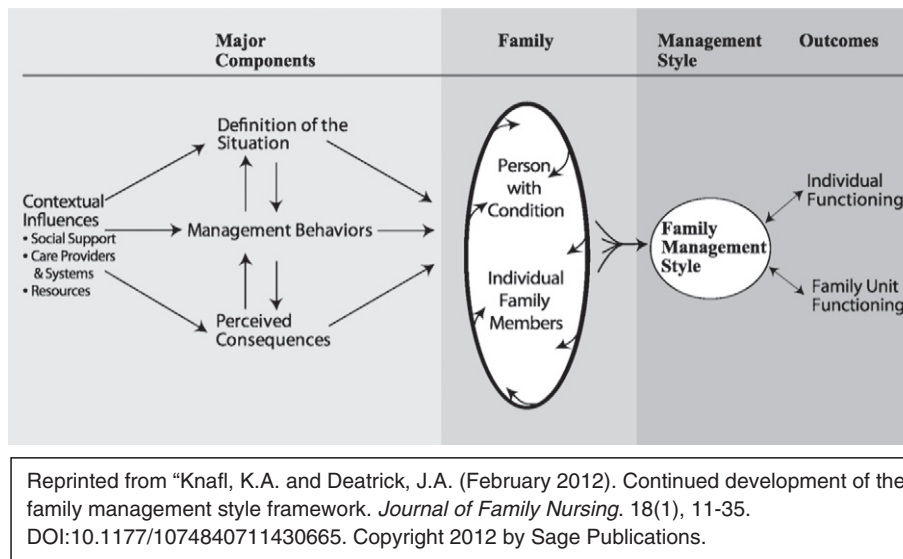 Major
Components
Family
Management
Style
Outcomes
Definition of the
Situation
Contextual
Influences
• Social Support
• Care Providers
& Systems
• Resources
Management Behaviors
Perceived
Consequences
Person
with
Condition
Individual
Family
Members
Family
Management
Style
Individual
Functioning
Family Unit
Functioning
Reprinted from “Knafl, K.A. and Deatrick, J.A. (February 2012). Continued development of the
family management style framework. Journal of Family Nursing. 18(1), 11-35.
DOI:10.1177/1074840711430665. Copyright 2012 by Sage Publications.